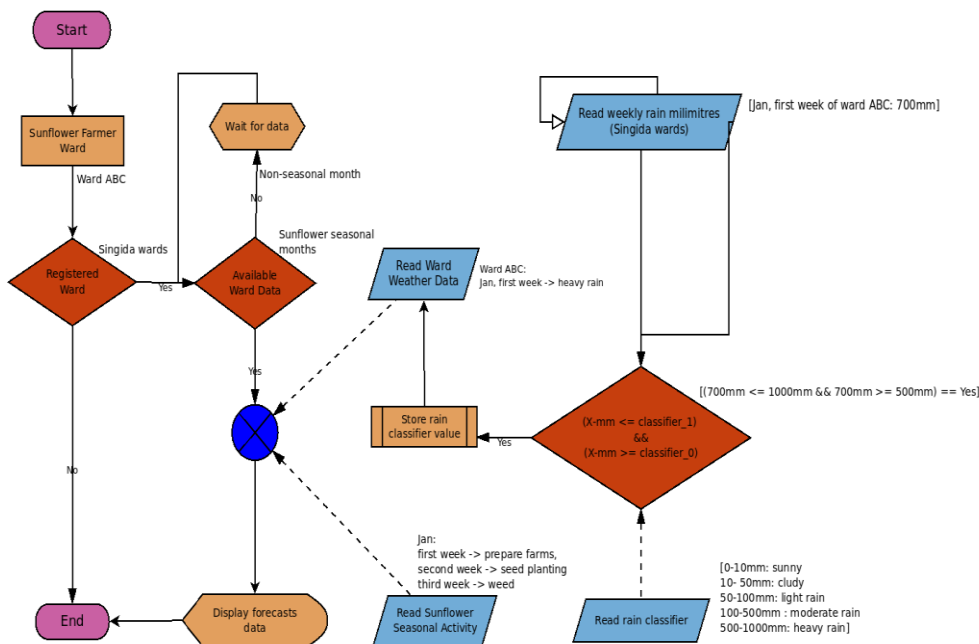 Start
Sunflower Farmer
Ward
Ward ABC
Singida wards
Registered
Ward
Yes
No
Wait for data
Non-seasonal month
No
Sunflower seasonal
months
Available
Ward Data
Yes
Display forecasts
data
End
Read weekly rain milimitres
(Singida wards)
[Jan, first week of ward ABC: 700mm]
Read Ward
Weather Data
Ward ABC:
Jan, first week -> heavy rain
Store rain
classifier value
Yes
[(700mm <= 1000mm && 700mm >= 500mm) == Yes]
(X-mm <= classifier_1)
&&
(X-mm >= classifier_0)
Jan:
first week -> prepare farms,
second week -> seed planting
third week -> weed
Read Sunflower
Seasonal Activity
Read rain classifier
[0-10mm: sunny
10- 50mm: cludy
50-100mm: light rain
100-500mm : moderate rain
500-1000mm: heavy rain]